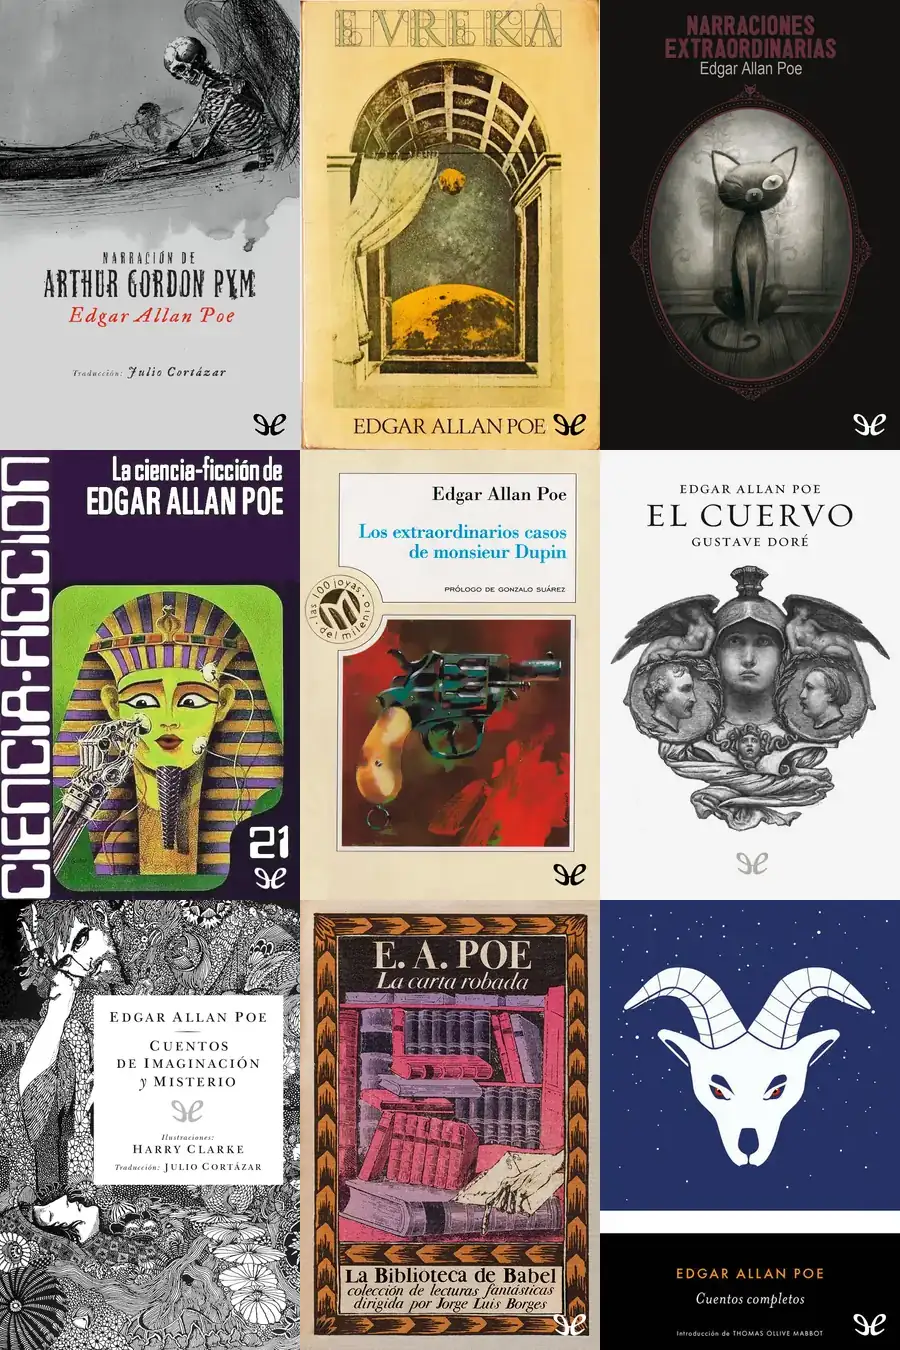 NARRACIÓN DE
ARTHUR GORDON PYM
Edgar Allan Poe
Traducción: Julio Cortázar
EVREKA
EDGAR ALLAN POE
NARRACIONES
EXTRAORDINARIAS
Edgar Allan Poe
CIENCIA-FICCION
La ciencia-ficción de
EDGAR ALLAN POE
21
Edgar Allan Poe
Los extraordinarios casos
de monsieur Dupin
PRÓLOGO DE GONZALO SUÁREZ
las 100 joyas
del milenio
EDGAR ALLAN POE
EL CUERVO
GUSTAVE DORÉ
EDGAR ALLAN POE
CUENTOS
DE IMAGINACIÓN
y MISTERIO
Ilustraciones:
HARRY CLARKE
Traducción: JULIO CORTÁZAR
E. A. POE
La carta robada
La Biblioteca de Babel
colección de lecturas fantásticas
dirigida por Jorge Luis Borges
EDGAR ALLAN POE
Cuentos completos
Introducción de THOMAS OLLIVE MABBOT